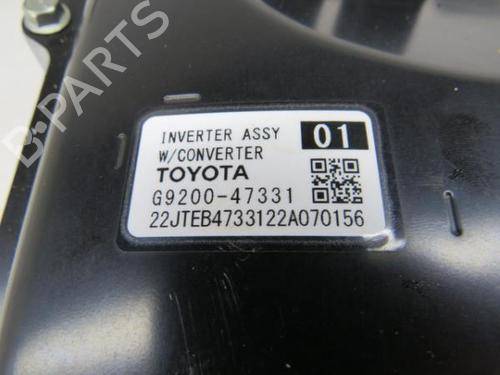 INVERTER ASSY 01
W/CONVERTER
TOYOTA
G9200-47331
22JTEB4733122A070156
B-PARTS